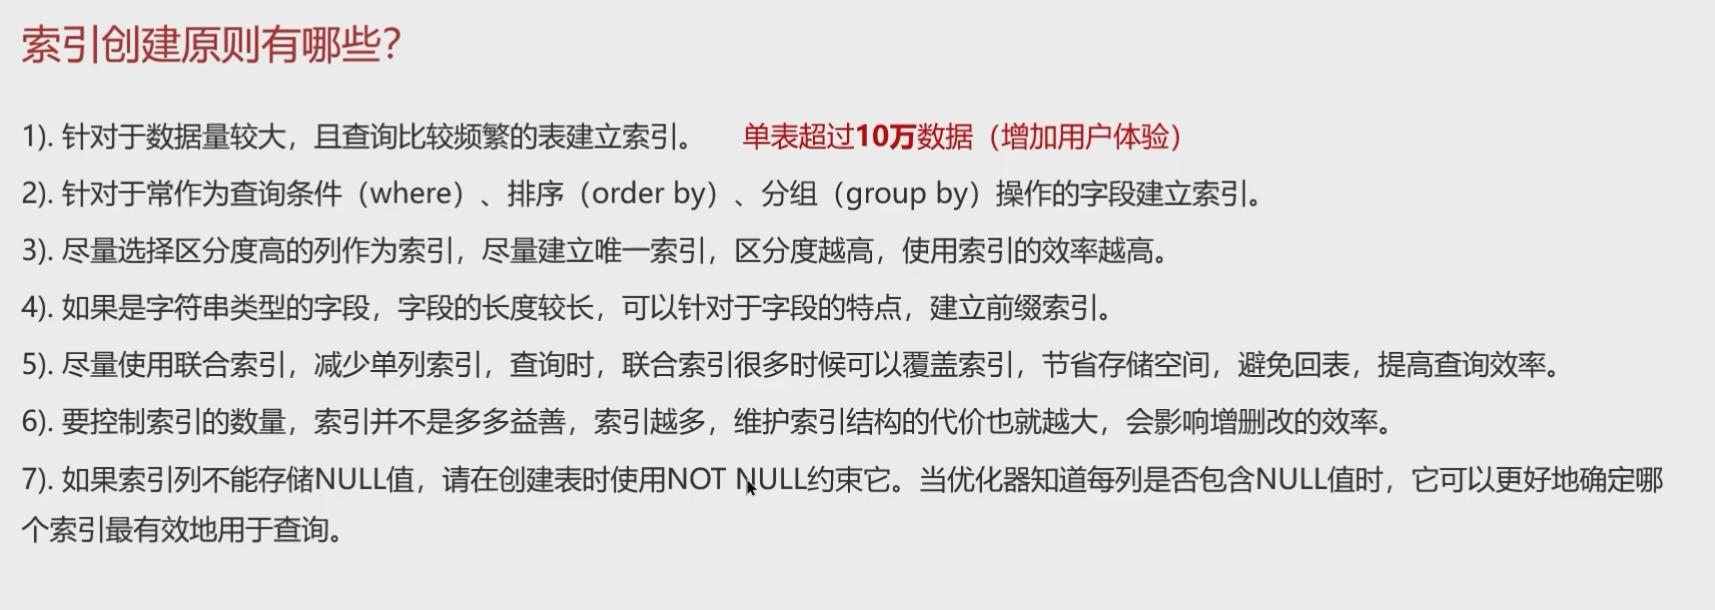 索引创建原则有哪些？
1). 针对于数据量较大，且查询比较频繁的表建立索引。 单表超过10万数据（增加用户体验）
2). 针对于常作为查询条件（where）、排序（order by）、分组（group by）操作的字段建立索引。
3). 尽量选择区分度高的列作为索引，尽量建立唯一索引，区分度越高，使用索引的效率越高。
4). 如果是字符串类型的字段，字段的长度较长，可以针对于字段的特点，建立前缀索引。
5). 尽量使用联合索引，减少单列索引，查询时，联合索引很多时候可以覆盖索引，节省存储空间，避免回表，提高查询效率。
6). 要控制索引的数量，索引并不是多多益善，索引越多，维护索引结构的代价也就越大，会影响增删改的效率。
7). 如果索引列不能存储NULL值，请在创建表时使用NOT NULL约束它。当优化器知道每列是否包含NULL值时，它可以更好地确定哪
个索引最有效地用于查询。